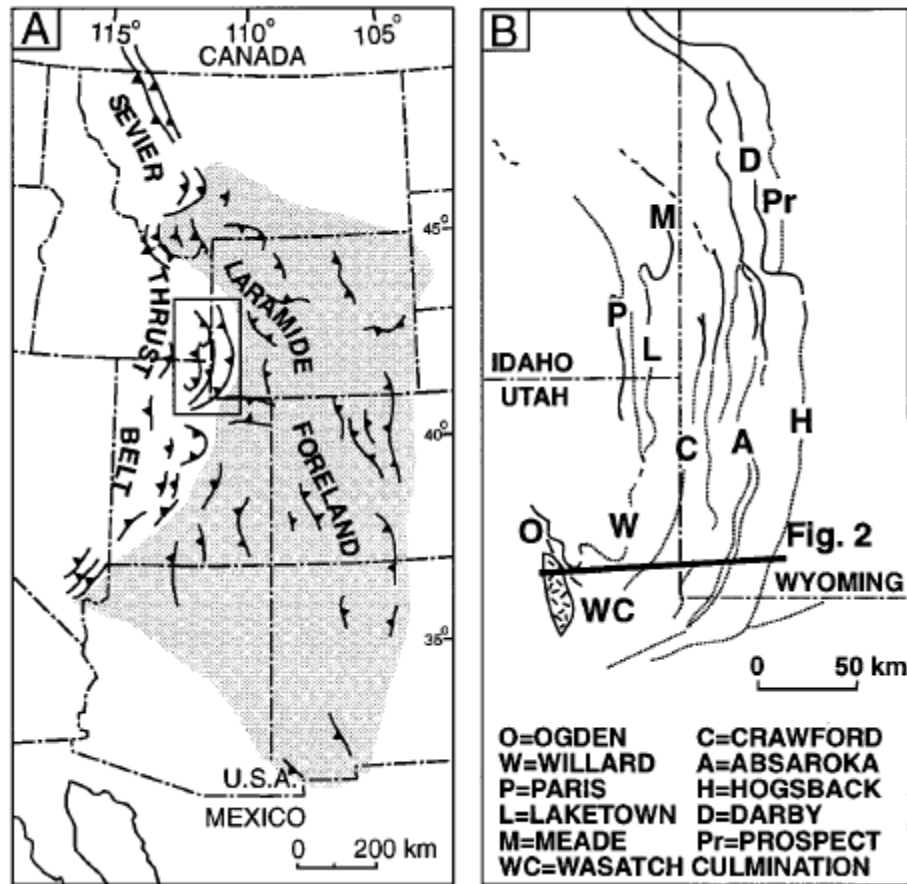 A
115°
110°
105°
CANADA
SEVIER
THRUST
BELT
LARAMIDE
FORELAND
45°
40°
35°
U.S.A.
MEXICO
0 200 km
B
D
Pr
M
P
L
IDAHO
UTAH
C
A
H
O
W
Fig. 2
WC
WYOMING
0 50 km
O=OGDEN C=CRAWFORD
W=WILLARD A=ABSAROKA
P=PARIS H=HOGSBACK
L=LAKETOWN D=DARBY
M=MEADE Pr=PROSPECT
WC=WASATCH CULMINATION